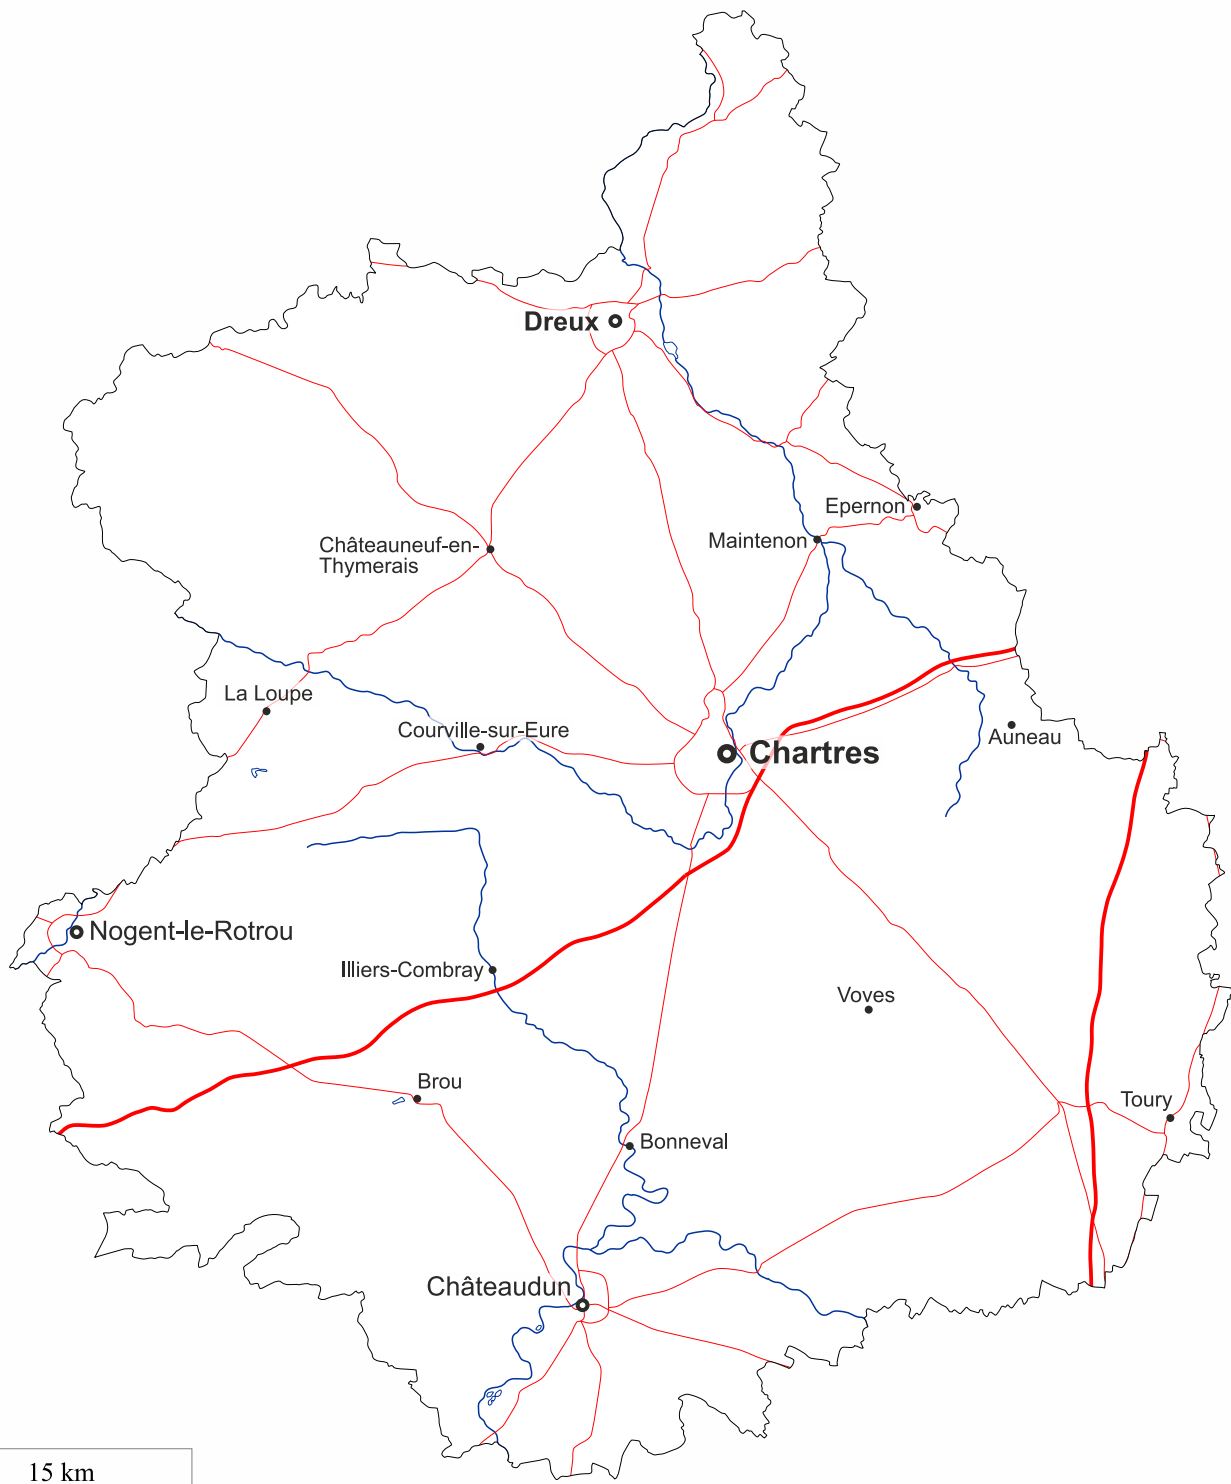 Dreux
Epernon
Châteauneuf-en-
Thymerais
Maintenon
La Loupe
Courville-sur-Eure
Auneau
Chartres
Nogent-le-Rotrou
Illiers-Combray
Voves
Brou
Toury
Bonneval
Châteaudun
15 km